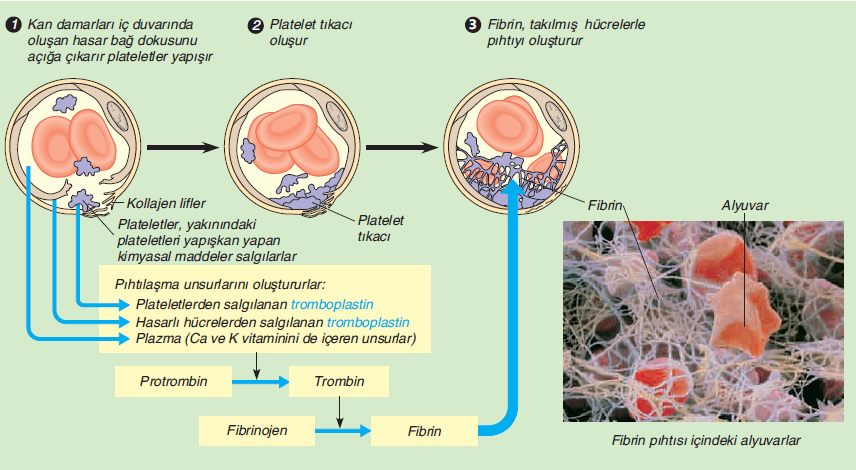 1 Kan damarları iç duvarında
oluşan hasar bağ dokusunu
açığa çıkarır plateletler yapışır
2 Platelet tıkacı
oluşur
3 Fibrin, takılmış hücrelerle
pıhtıyı oluşturur
Kollajen lifler
Plateletler, yakınındaki
plateletleri yapışkan yapan
kimyasal maddeler salgılarlar
Platelet
tıkacı
Fibrin
Alyuvar
Pıhtılaşma unsurlarını oluştururlar:
Plateletlerden salgılanan tromboplastin
Hasarlı hücrelerden salgılanan tromboplastin
Plazma (Ca ve K vitaminini de içeren unsurlar)
Protrombin
Trombin
Fibrinojen
Fibrin
Fibrin pıhtısı içindeki alyuvarlar